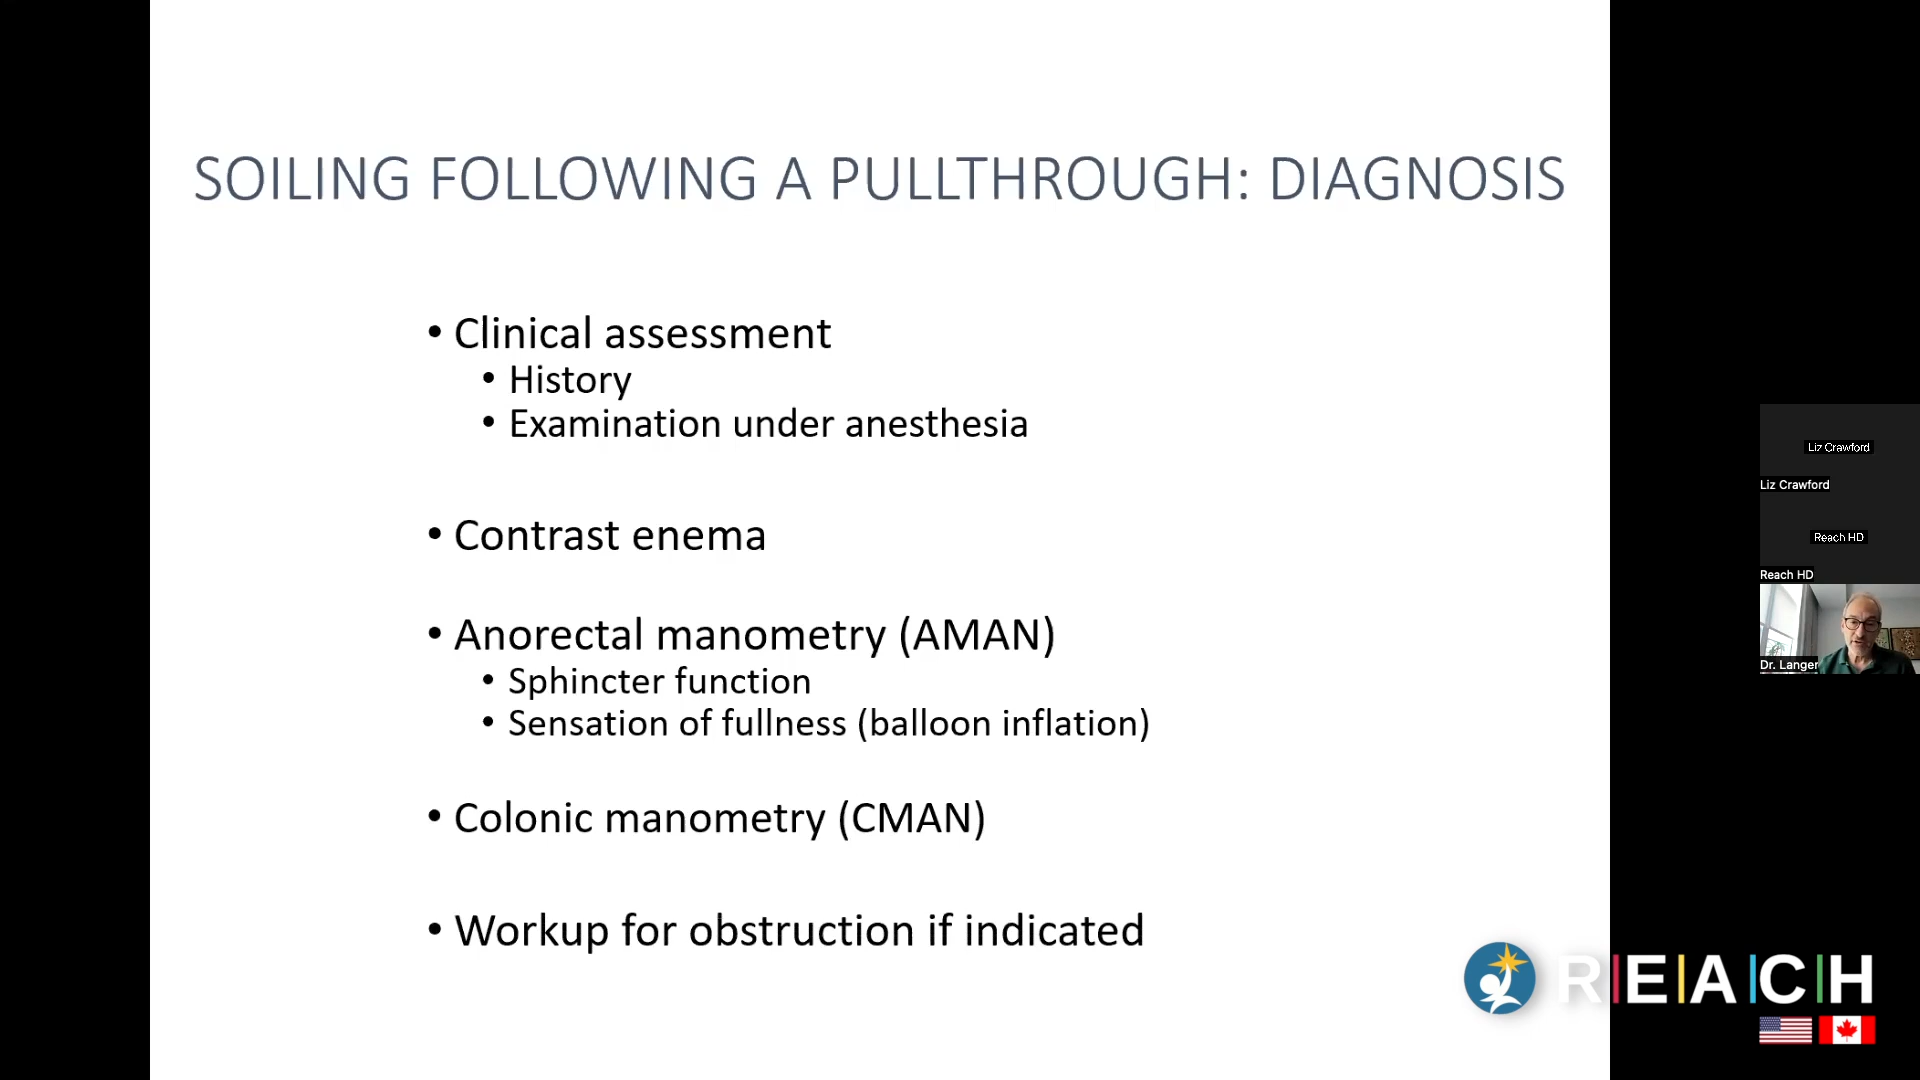 SOILING FOLLOWING A PULLTHROUGH: DIAGNOSIS
• Clinical assessment
• History
• Examination under anesthesia
• Contrast enema
• Anorectal manometry (AMAN)
• Sphincter function
• Sensation of fullness (balloon inflation)
• Colonic manometry (CMAN)
• Workup for obstruction if indicated
Liz Crawford
Liz Crawford
Reach HD
Reach HD
Dr. Langer
R|E|A|C|H